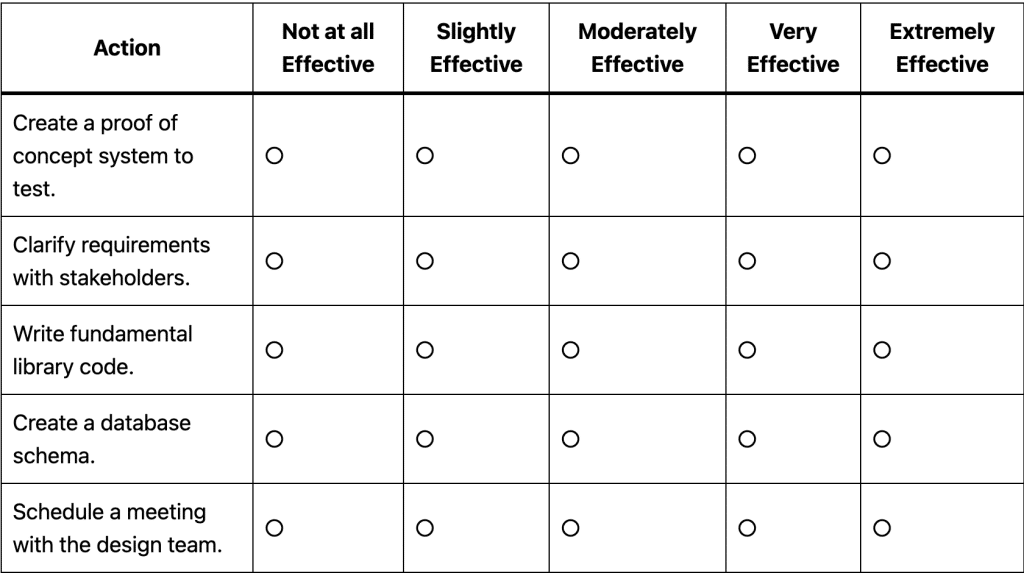 Action
Not at all
Effective
Slightly
Effective
Moderately
Effective
Very
Effective
Extremely
Effective
Create a proof of
concept system to
test.
Clarify requirements
with stakeholders.
Write fundamental
library code.
Create a database
schema.
Schedule a meeting
with the design team.